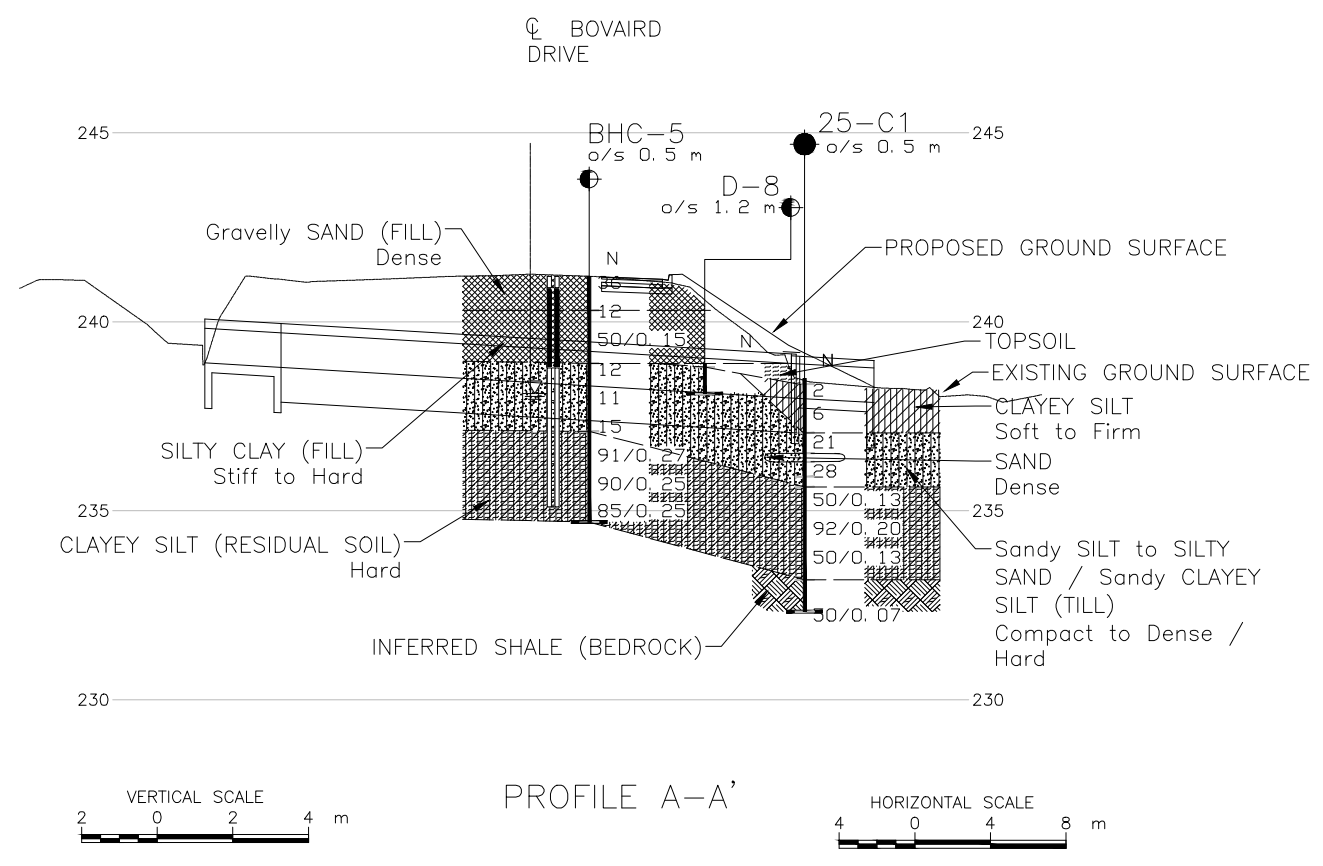 ℄ BOVAIRD
DRIVE
245
245
BHC-5
o/s 0.5 m
25-C1
o/s 0.5 m
D-8
o/s 1.2 m
Gravelly SAND (FILL)
Dense
N
PROPOSED GROUND SURFACE
36
12
240
240
50/0.15
N
TOPSOIL
N
12
EXISTING GROUND SURFACE
2
11
CLAYEY SILT
Soft to Firm
6
15
21
SILTY CLAY (FILL)
Stiff to Hard
91/0.27
SAND
Dense
28
90/0.25
50/0.13
85/0.25
235
235
92/0.20
CLAYEY SILT (RESIDUAL SOIL)
Hard
50/0.13
Sandy SILT to SILTY
SAND / Sandy CLAYEY
SILT (TILL)
Compact to Dense /
Hard
50/0.07
INFERRED SHALE (BEDROCK)
230
230
PROFILE A-A'
VERTICAL SCALE
2 0 2 4 m
HORIZONTAL SCALE
4 0 4 8 m